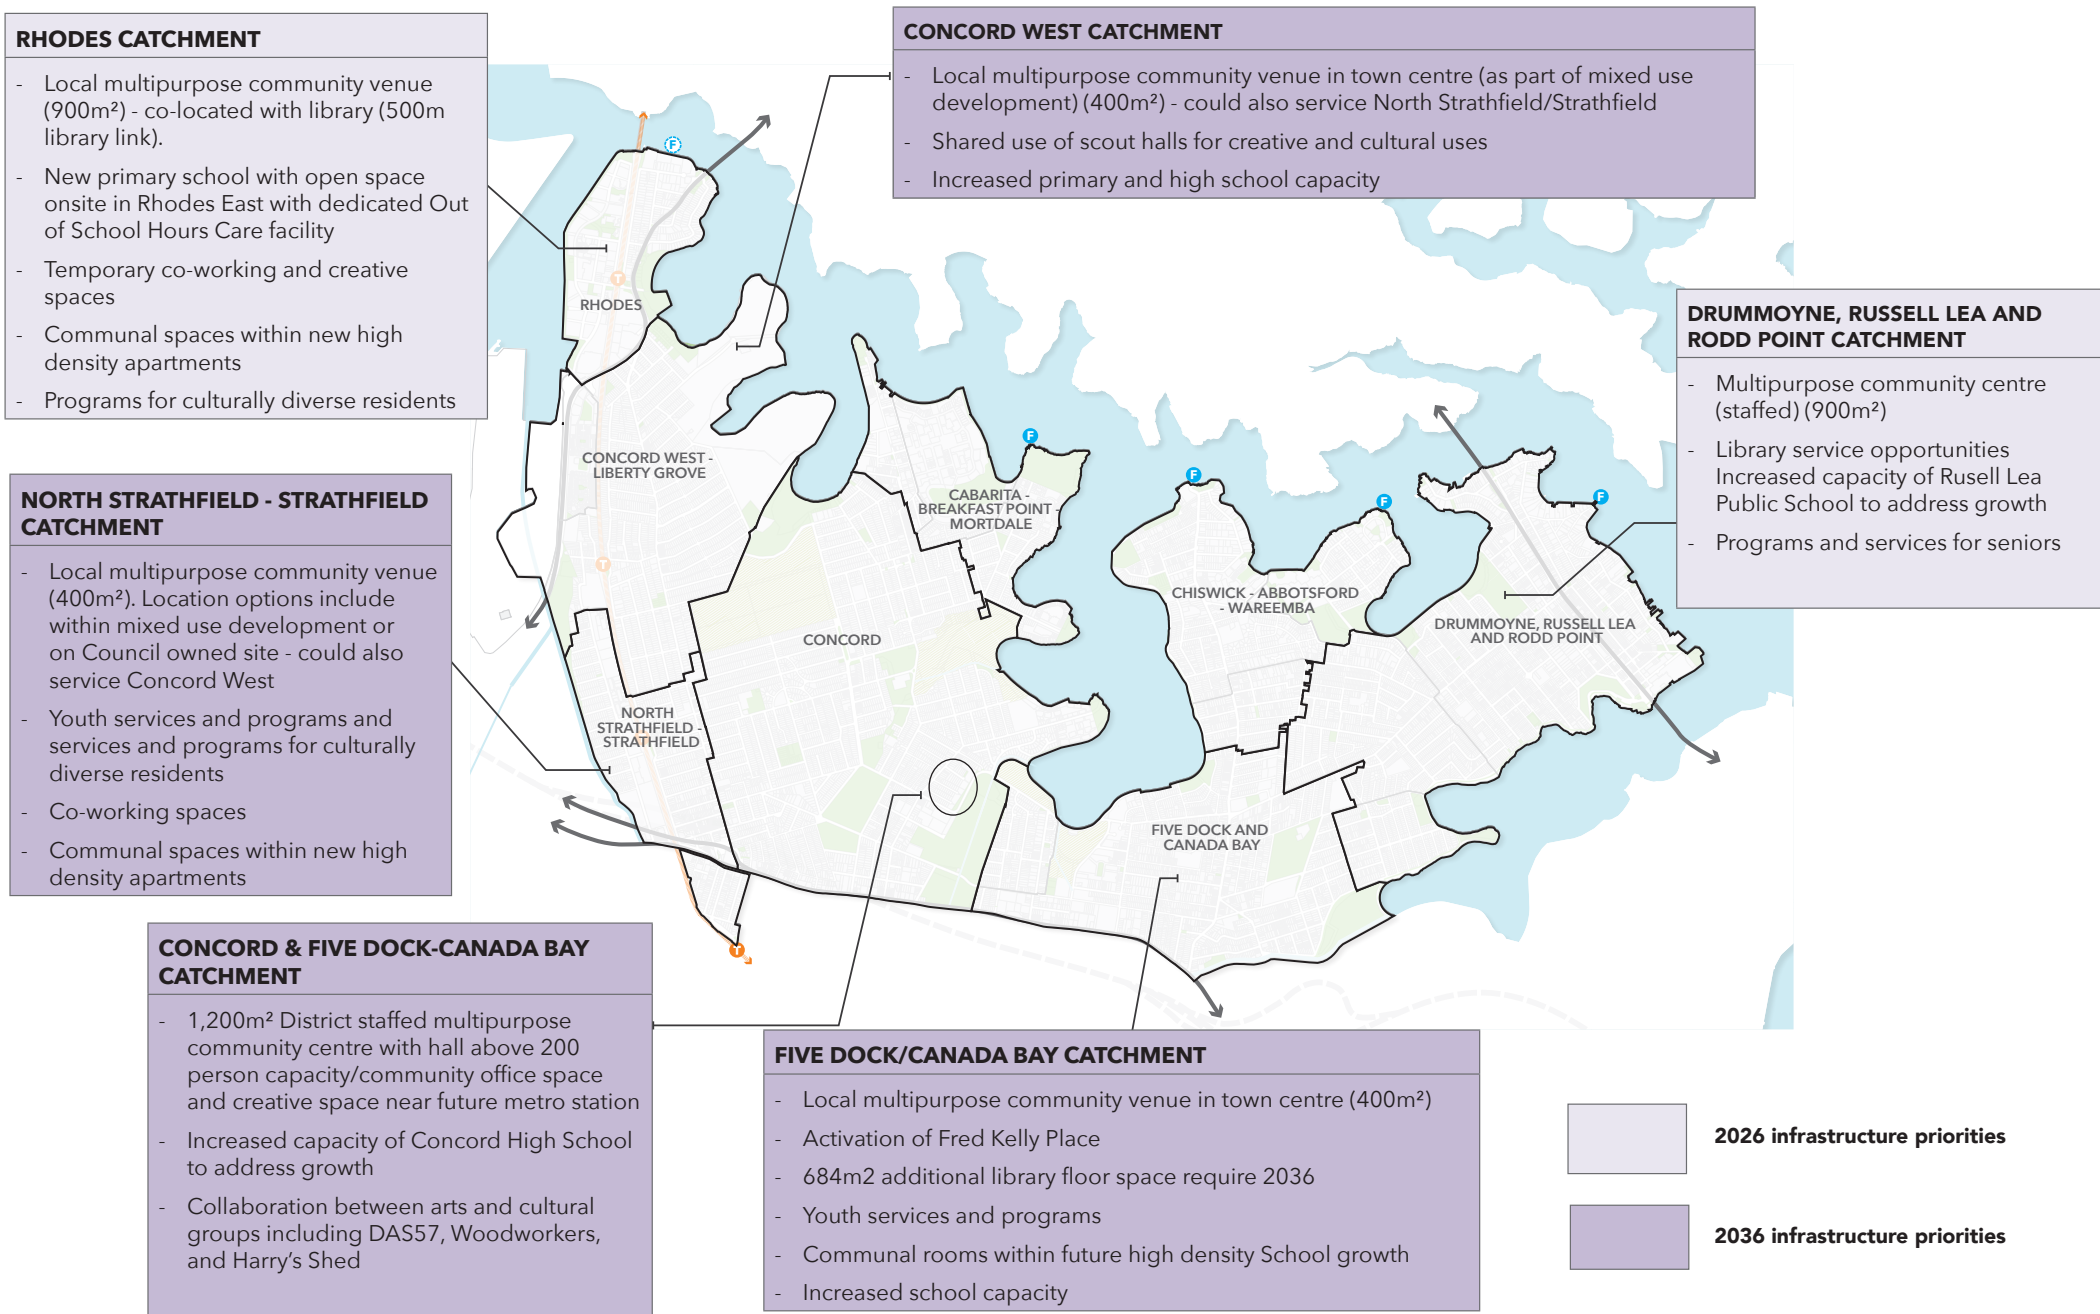 RHODES CATCHMENT
- Local multipurpose community venue
(900m²) - co-located with library (500m
library link).
- New primary school with open space
onsite in Rhodes East with dedicated Out
of School Hours Care facility
- Temporary co-working and creative
spaces
- Communal spaces within new high
density apartments
- Programs for culturally diverse residents
CONCORD WEST CATCHMENT
- Local multipurpose community venue in town centre (as part of mixed use
development) (400m²) - could also service North Strathfield/Strathfield
- Shared use of scout halls for creative and cultural uses
- Increased primary and high school capacity
DRUMMOYNE, RUSSELL LEA AND
RODD POINT CATCHMENT
- Multipurpose community centre
(staffed) (900m²)
- Library service opportunities
Increased capacity of Rusell Lea
Public School to address growth
- Programs and services for seniors
NORTH STRATHFIELD - STRATHFIELD
CATCHMENT
- Local multipurpose community venue
(400m²). Location options include
within mixed use development or
on Council owned site - could also
service Concord West
- Youth services and programs and
services and programs for culturally
diverse residents
- Co-working spaces
- Communal spaces within new high
density apartments
F
T
RHODES
CONCORD WEST -
LIBERTY GROVE
T
F
CABARITA -
BREAKFAST POINT -
MORTDALE
F
F
F
CHISWICK - ABBOTSFORD
- WAREEMBA
DRUMMOYNE, RUSSELL LEA
AND RODD POINT
CONCORD
NORTH
STRATHFIELD -
STRATHFIELD
FIVE DOCK AND
CANADA BAY
T
CONCORD & FIVE DOCK-CANADA BAY
CATCHMENT
- 1,200m² District staffed multipurpose
community centre with hall above 200
person capacity/community office space
and creative space near future metro station
- Increased capacity of Concord High School
to address growth
- Collaboration between arts and cultural
groups including DAS57, Woodworkers,
and Harry's Shed
FIVE DOCK/CANADA BAY CATCHMENT
- Local multipurpose community venue in town centre (400m²)
- Activation of Fred Kelly Place
- 684m2 additional library floor space require 2036
- Youth services and programs
- Communal rooms within future high density School growth
- Increased school capacity
2026 infrastructure priorities
2036 infrastructure priorities